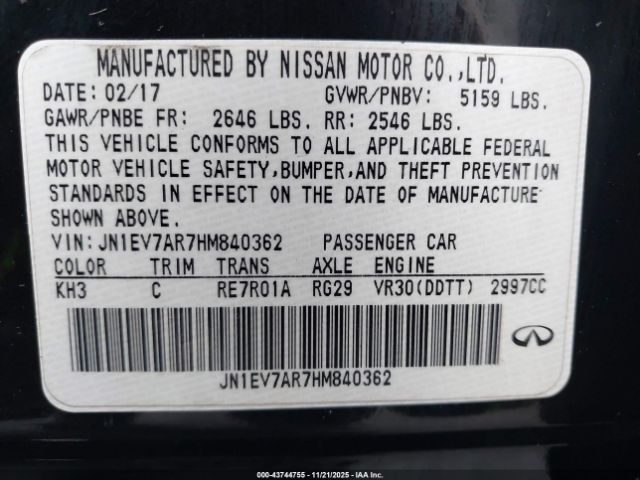 MANUFACTURED BY NISSAN MOTOR CO.,LTD.
DATE: 02/17 GVWR/PNBV: 5159 LBS.
GAWR/PNBE FR: 2646 LBS. RR: 2546 LBS.
THIS VEHICLE CONFORMS TO ALL APPLICABLE FEDERAL
MOTOR VEHICLE SAFETY,BUMPER,AND THEFT PREVENTION
STANDARDS IN EFFECT ON THE DATE OF MANUFACTURE
SHOWN ABOVE.
VIN: JN1EV7AR7HM840362 PASSENGER CAR
COLOR TRIM TRANS AXLE ENGINE
KH3 C RE7R01A RG29 VR30(DDTT) 2997CC
JN1EV7AR7HM840362
000-43744755 - 11/21/2025 - IAA Inc.